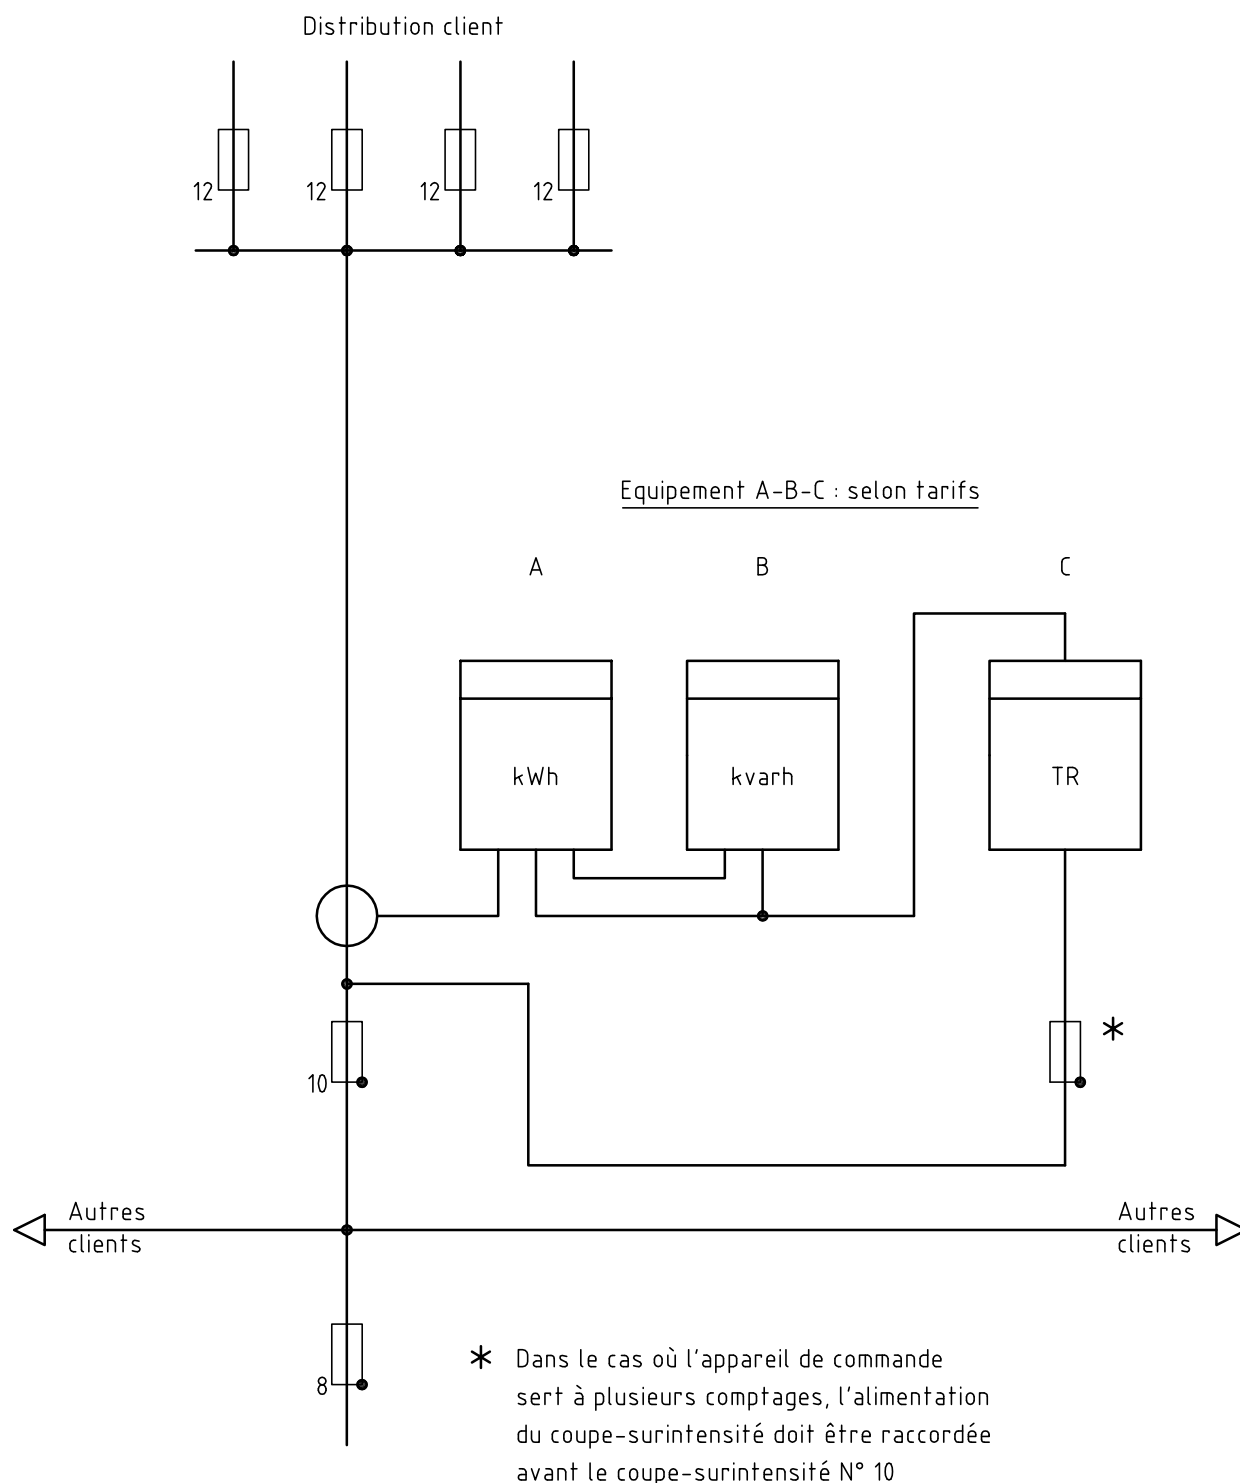 Distribution client
12 12 12 12
Equipement A-B-C : selon tarifs
A B C
kWh kvarh TR
*
10
Autres
clients
Autres
clients
8
* Dans le cas où l'appareil de commande
sert à plusieurs comptages, l'alimentation
du coupe-surintensité doit être raccordée
avant le coupe-surintensité N° 10